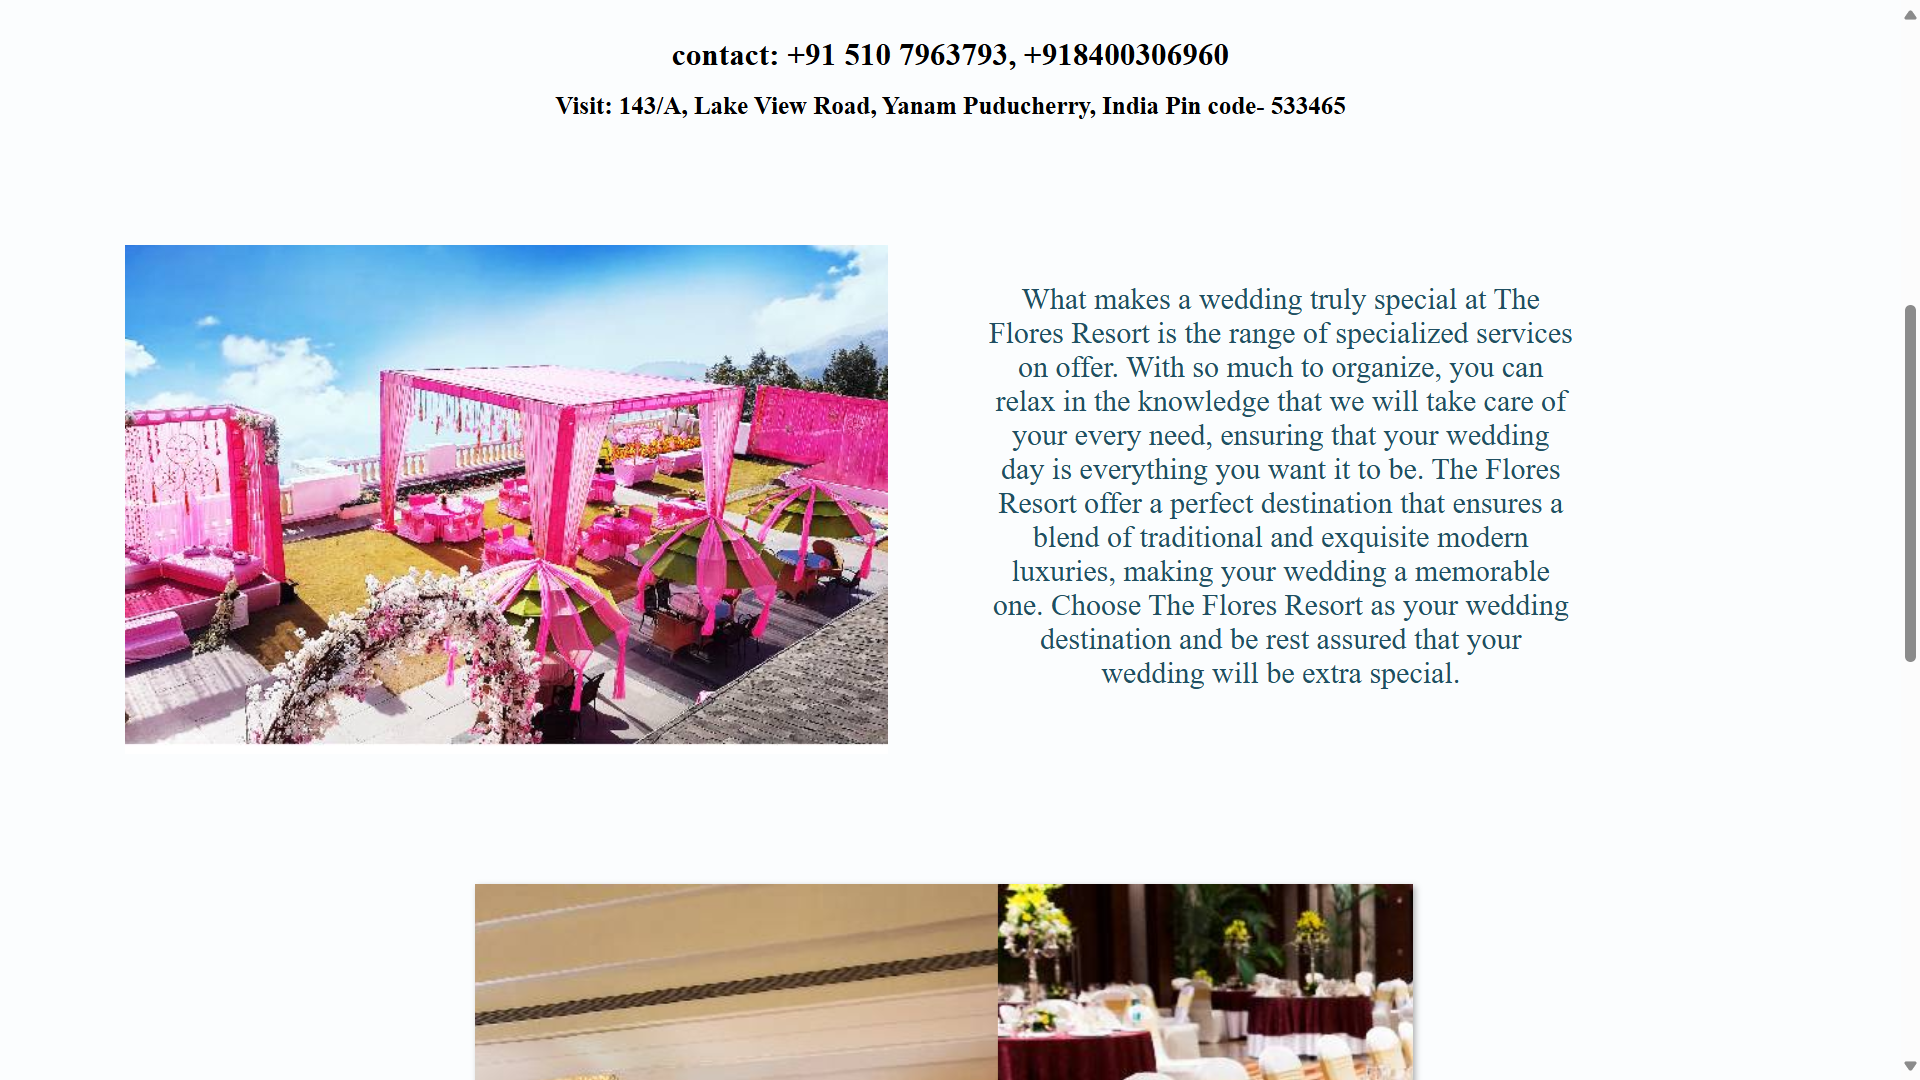 contact: +91 510 7963793, +918400306960
Visit: 143/A, Lake View Road, Yanam Puducherry, India Pin code- 533465
What makes a wedding truly special at The
Flores Resort is the range of specialized services
on offer. With so much to organize, you can
relax in the knowledge that we will take care of
your every need, ensuring that your wedding
day is everything you want it to be. The Flores
Resort offer a perfect destination that ensures a
blend of traditional and exquisite modern
luxuries, making your wedding a memorable
one. Choose The Flores Resort as your wedding
destination and be rest assured that your
wedding will be extra special.